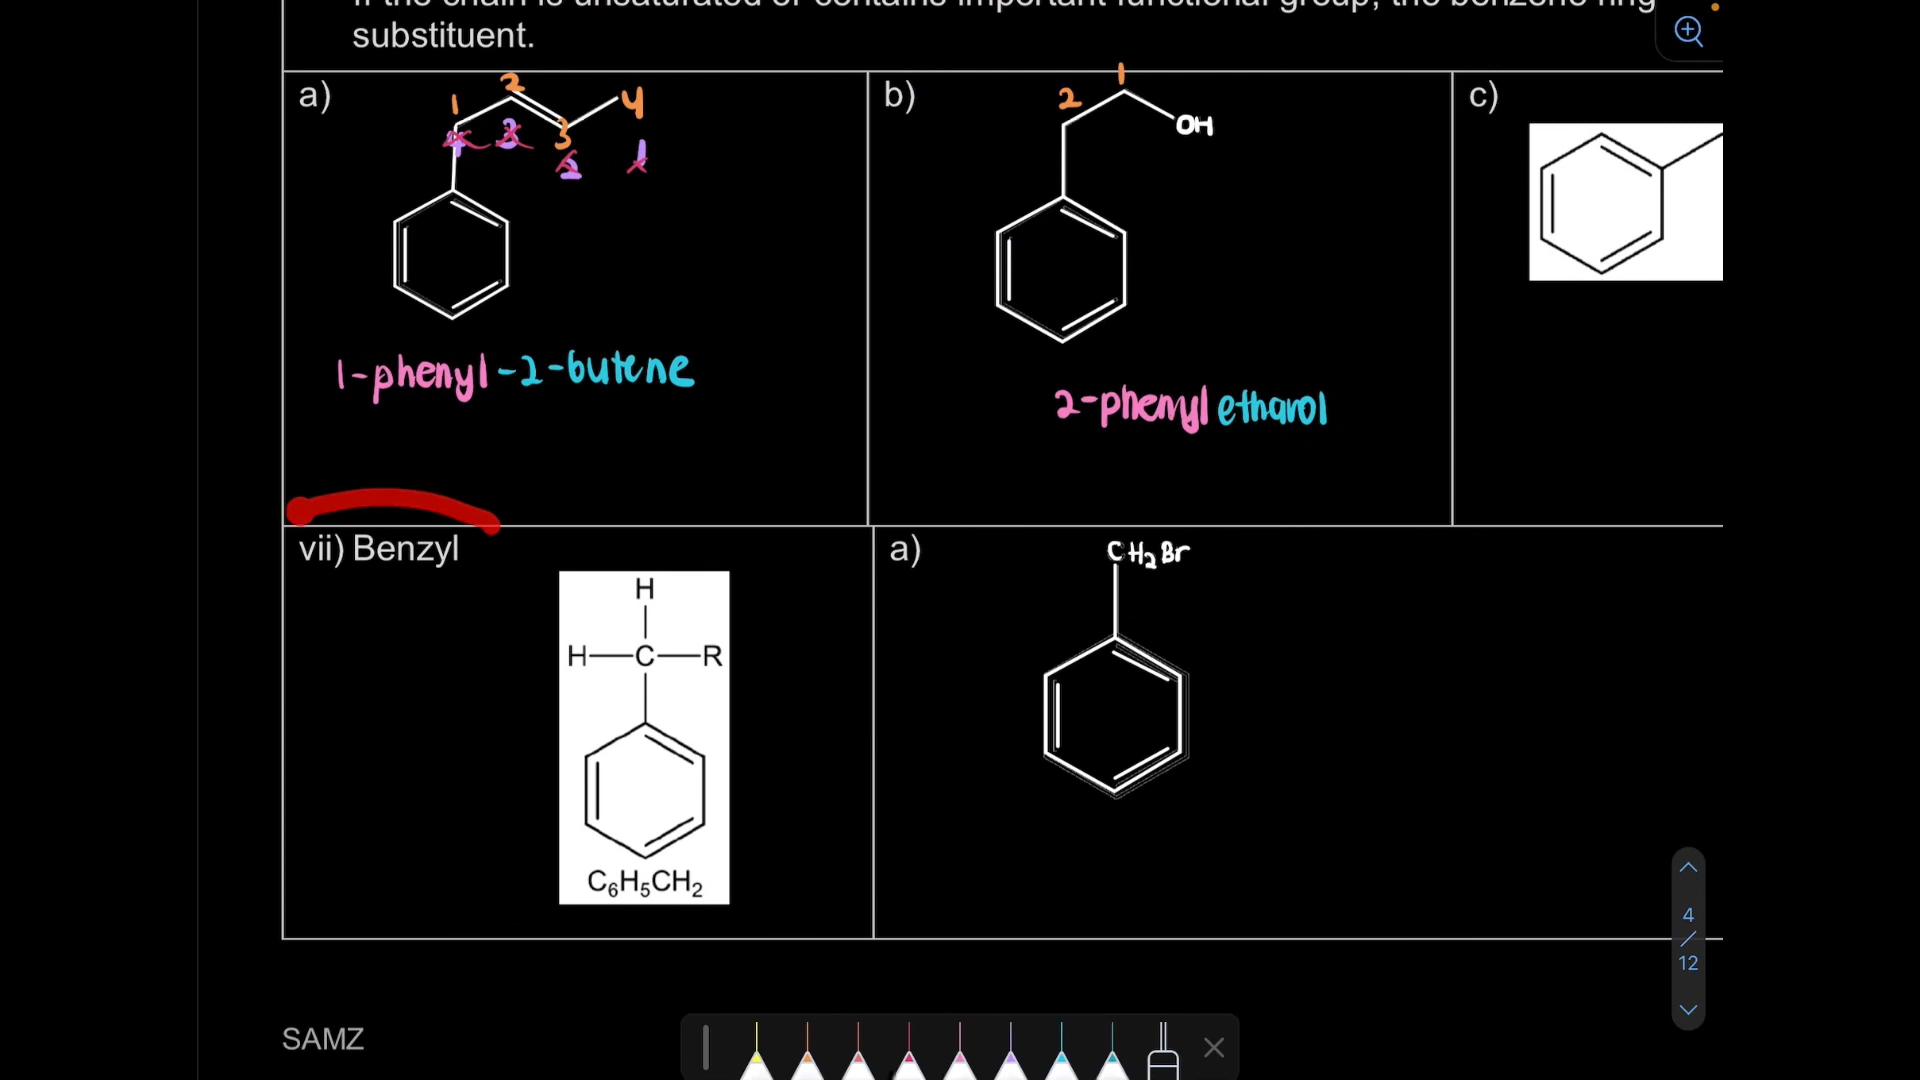 substituent.
a)
1 2 3 4
1-phenyl-2-butene
b)
2 1
OH
2-phenyl ethanol
c)
vii) Benzyl
H
H—C—R
C₆H₅CH₂
a)
CH₂Br
4
/
12
SAMZ